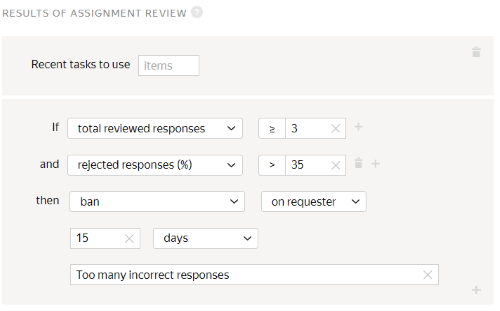 RESULTS OF ASSIGNMENT REVIEW ?
Recent tasks to use items
If total reviewed responses ≥ 3
and rejected responses (%) > 35
then ban on requester
15 days
Too many incorrect responses